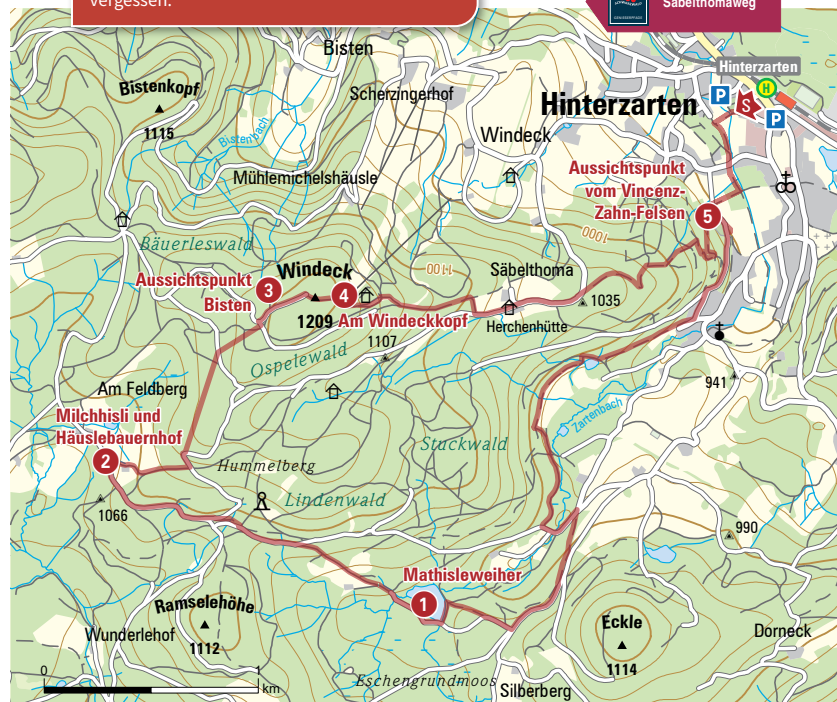 vergessen.
Säbelthomaweg
Bisten
Bistenkopf
1115
Scherzingerhof
Hinterzarten
P
H
S
P
Hinterzarten
Bistenbach
Windeck
Mühlemichelshäusle
Aussichtspunkt
vom Vincenz-
Zahn-Felsen
5
1000
Bäuerleswald
Aussichtspunkt
Bisten
3
Windeck
4
1209
Am Windeckkopf
1100
Säbelthoma
1035
Herchenhütte
1107
Ospelewald
941
Am Feldberg
Milchhisli und
Häuslebauernhof
2
Zartenbach
Stuckwald
Hummelberg
Lindenwald
1066
990
Mathisleweiher
1
Ramselehöhe
1112
Wunderlehof
Eckle
1114
Dorneck
Eschengrundmoos
Silberberg
0
1
km